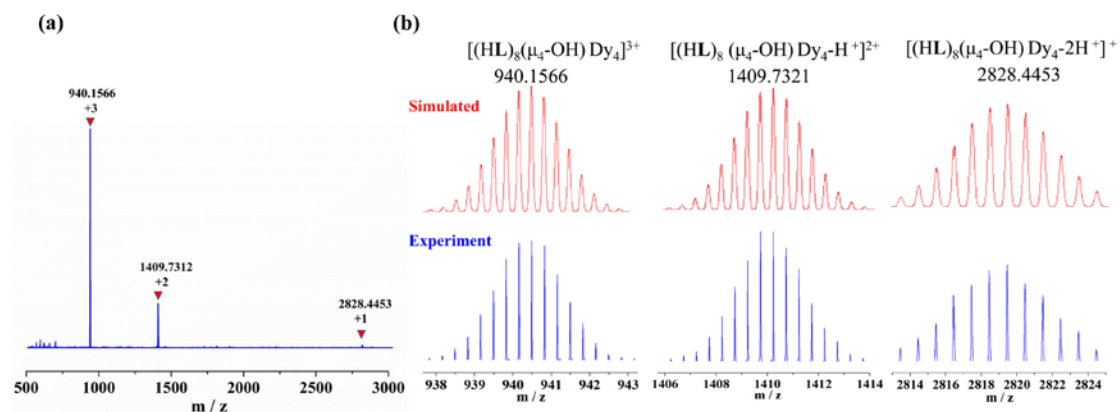 (a)
940.1566
+3
1409.7312
+2
2828.4453
+1
500 1000 1500 2000 2500 3000
m / z
(b)
[(HL)₈(μ₄-OH) Dy₄]³⁺ [(HL)₈ (μ₄-OH) Dy₄-H⁺]²⁺ [(HL)₈(μ₄-OH) Dy₄-2H⁺]⁺
940.1566 1409.7321 2828.4453
Simulated
Experiment
938 939 940 941 942 943 1406 1408 1410 1412 1414 2814 2816 2818 2820 2822 2824
m / z m / z m / z